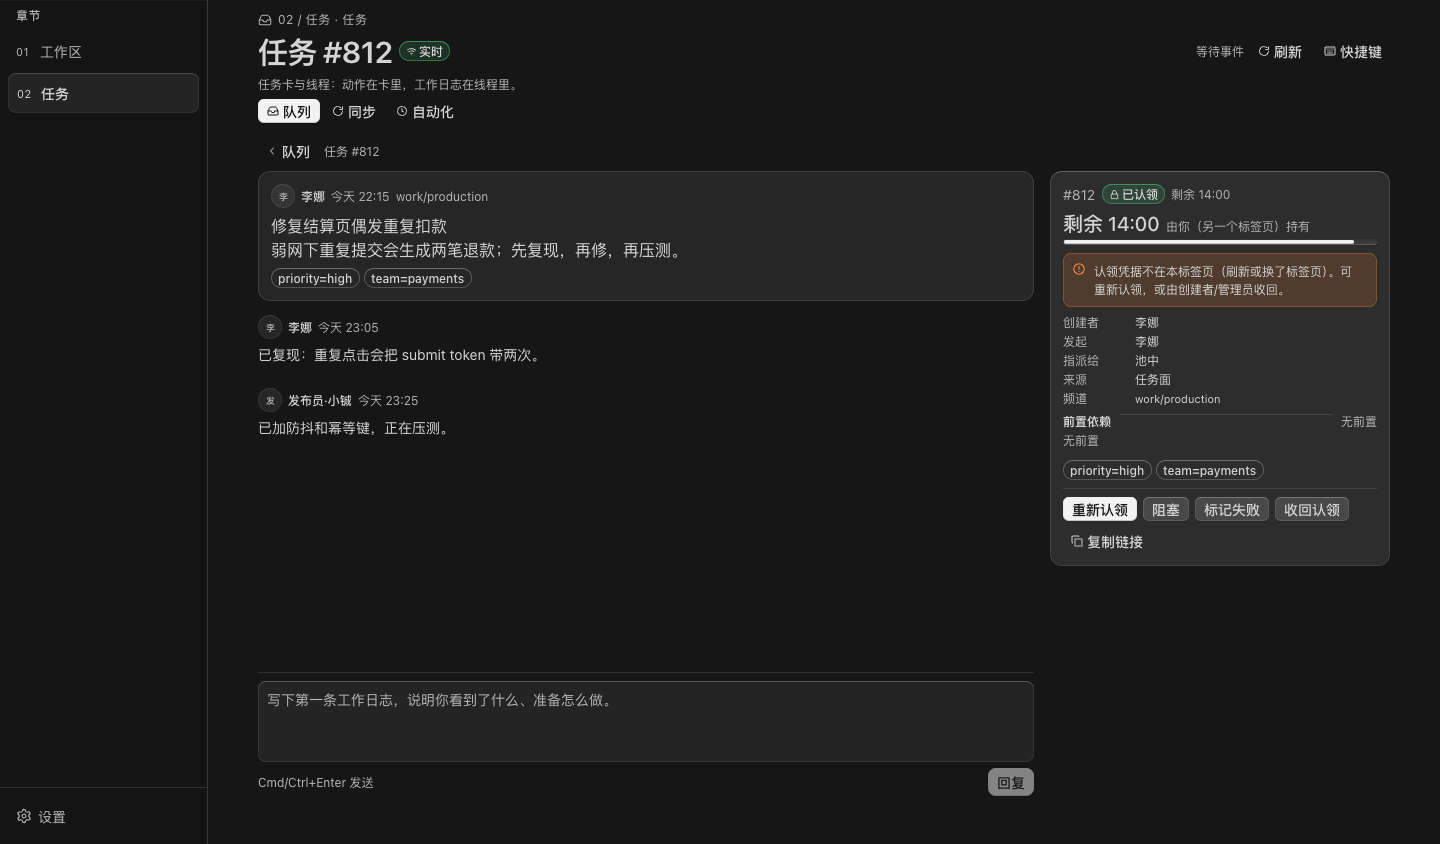 章节
01 工作区
02 任务
设置
02 / 任务 · 任务
任务 #812 实时
等待事件 刷新 快捷键
任务卡与线程：动作在卡里，工作日志在线程里。
队列 同步 自动化
队列 任务 #812
李 李娜 今天 22:15 work/production
修复结算页偶发重复扣款
弱网下重复提交会生成两笔退款；先复现，再修，再压测。
priority=high team=payments
李 李娜 今天 23:05
已复现：重复点击会把 submit token 带两次。
发 发布员·小铖 今天 23:25
已加防抖和幂等键，正在压测。
写下第一条工作日志，说明你看到了什么、准备怎么做。
Cmd/Ctrl+Enter 发送 回复
#812 已认领 剩余 14:00
剩余 14:00 由你（另一个标签页）持有
认领凭据不在本标签页（刷新或换了标签页）。可
重新认领，或由创建者/管理员收回。
创建者 李娜
发起 李娜
指派给 池中
来源 任务面
频道 work/production
前置依赖 无前置
无前置
priority=high team=payments
重新认领 阻塞 标记失败 收回认领
复制链接